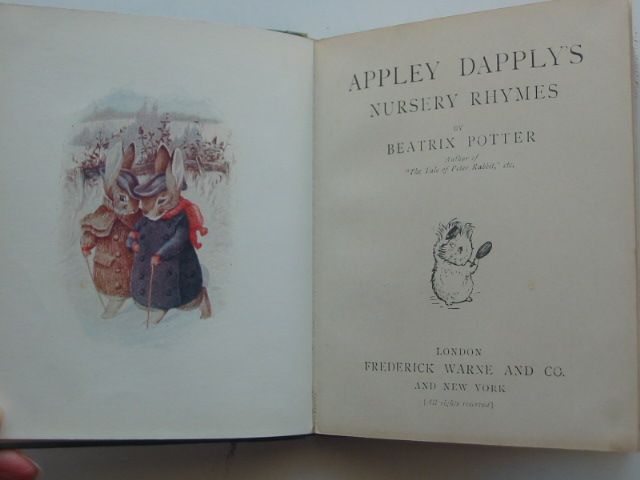 APPLEY DAPPLY'S
NURSERY RHYMES
BY
BEATRIX POTTER
Author of
"The Tale of Peter Rabbit," etc.
LONDON
FREDERICK WARNE AND CO.
AND NEW YORK
[All rights reserved]